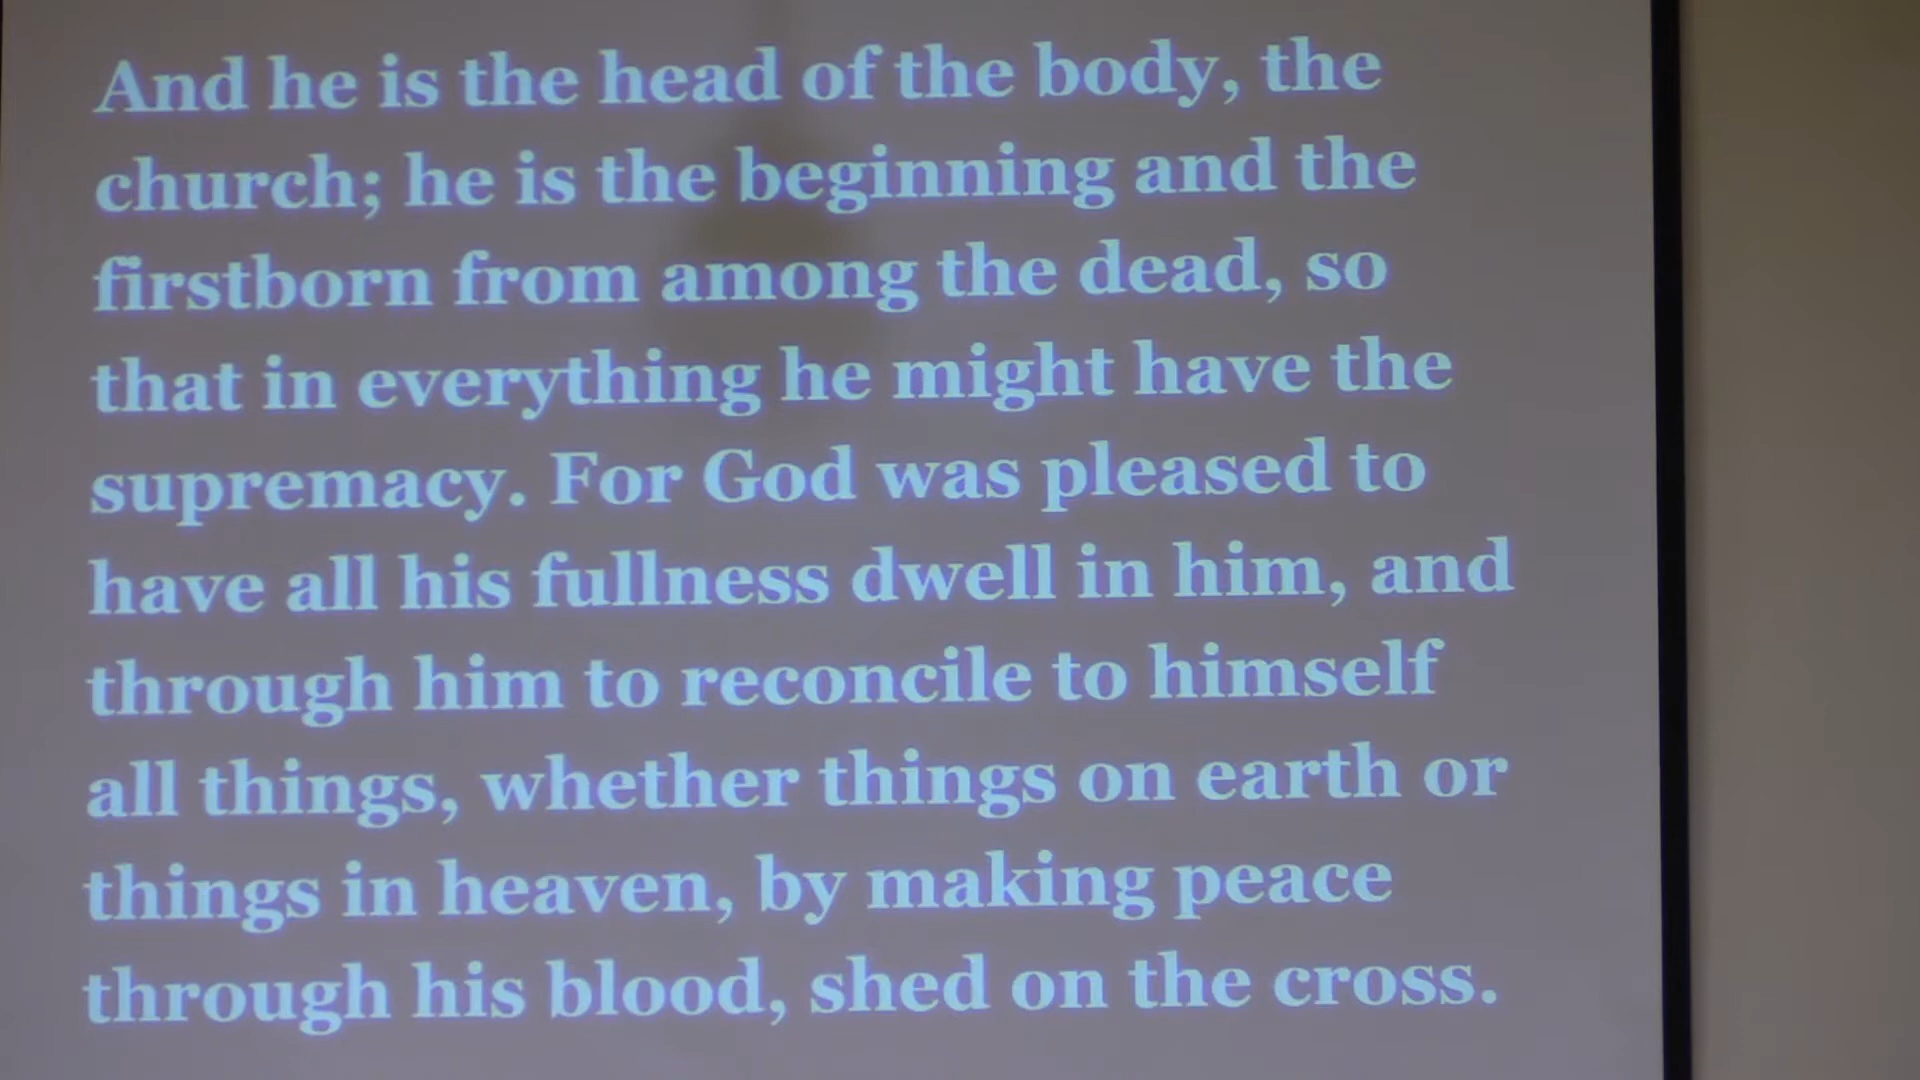 And he is the head of the body, the
church; he is the beginning and the
firstborn from among the dead, so
that in everything he might have the
supremacy. For God was pleased to
have all his fullness dwell in him, and
through him to reconcile to himself
all things, whether things on earth or
things in heaven, by making peace
through his blood, shed on the cross.